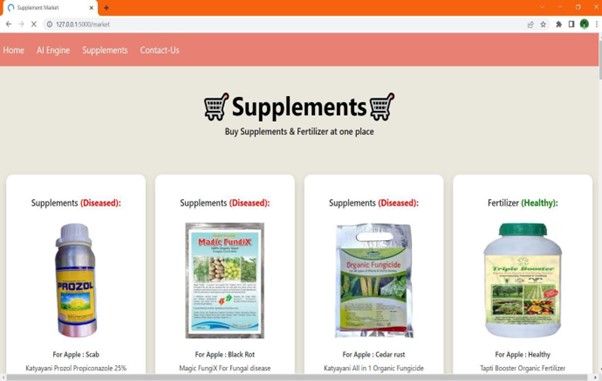 Supplement Market
127.0.0.1:5000/market
Home AI Engine Supplements Contact-Us
Supplements
Buy Supplements & Fertilizer at one place
Supplements (Diseased):
PROZOL
For Apple : Scab
Katyayani Prozol Propiconazole 25%
Supplements (Diseased):
Magic FungiX
For Apple : Black Rot
Magic FungiX For Fungal disease
Supplements (Diseased):
Organic Fungicide
For Apple : Cedar rust
Katyayani All in 1 Organic Fungicide
Fertilizer (Healthy):
Triple Booster
For Apple : Healthy
Tapti Booster Organic Fertilizer